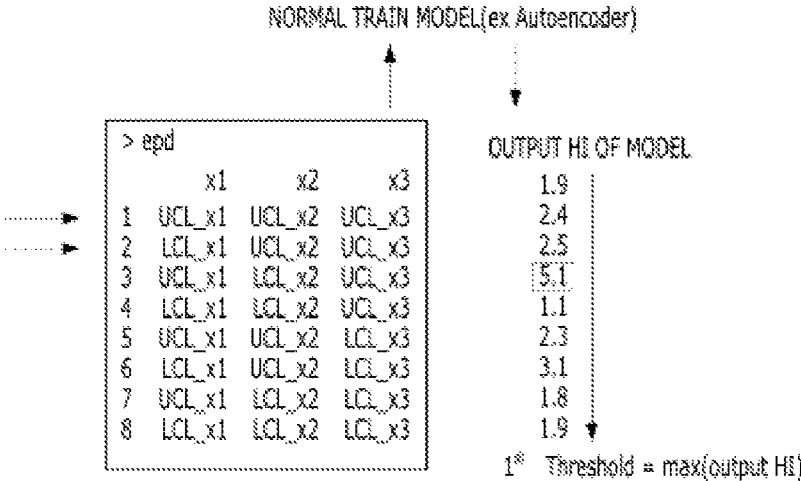 NORMAL TRAIN MODEL(ex Autoencoder)
> epd
x1 x2 x3
1 UCL_x1 UCL_x2 UCL_x3
2 LCL_x1 UCL_x2 UCL_x3
3 UCL_x1 LCL_x2 UCL_x3
4 LCL_x1 LCL_x2 UCL_x3
5 UCL_x1 UCL_x2 LCL_x3
6 LCL_x1 UCL_x2 LCL_x3
7 UCL_x1 LCL_x2 LCL_x3
8 LCL_x1 LCL_x2 LCL_x3
OUTPUT HI OF MODEL
1.9
2.4
2.5
5.1
1.1
2.3
3.1
1.8
1.9
Threshold = max(output HI)